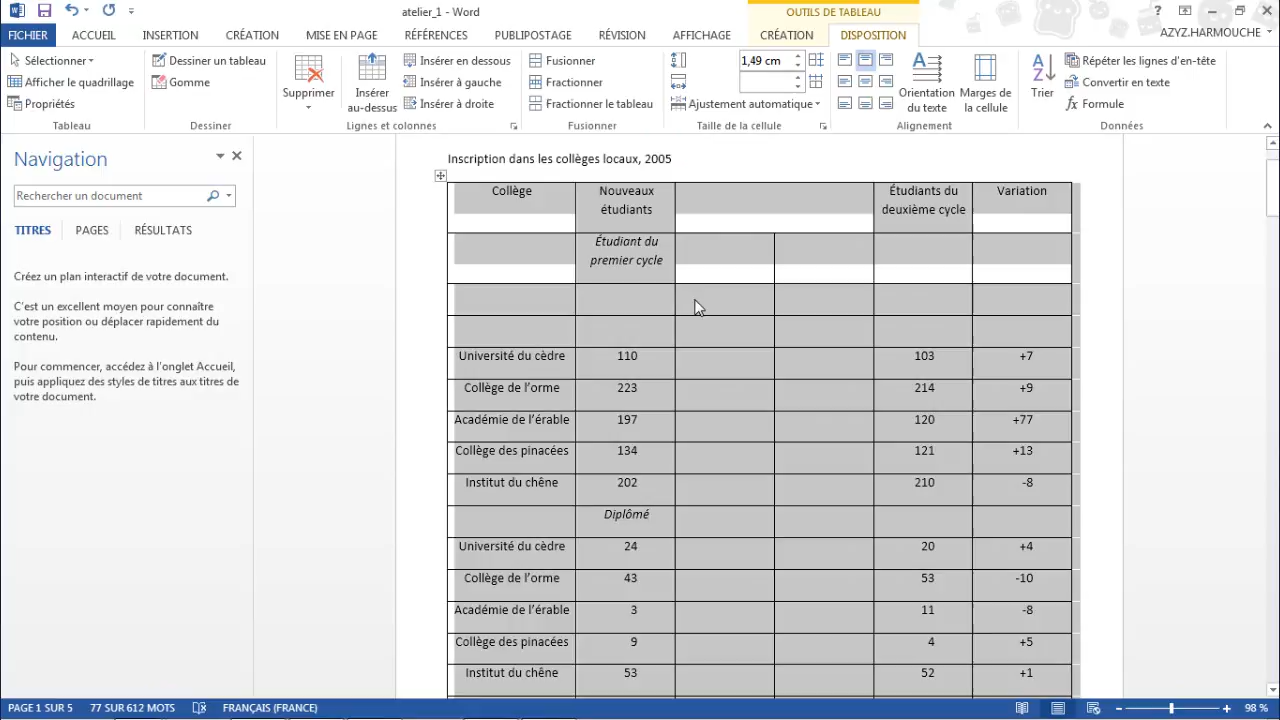 atelier_1 - Word
OUTILS DE TABLEAU
FICHIER ACCUEIL INSERTION CRÉATION MISE EN PAGE RÉFÉRENCES PUBLIPOSTAGE RÉVISION AFFICHAGE CRÉATION DISPOSITION AZYZ.HARMOUCHE
Sélectionner
Afficher le quadrillage
Propriétés
Tableau
Dessiner un tableau
Gomme
Dessiner
Supprimer
Insérer
au-dessus
Insérer en dessous
Insérer à gauche
Insérer à droite
Lignes et colonnes
Fusionner
Fractionner
Fractionner le tableau
Fusionner
1,49 cm
Ajustement automatique
Taille de la cellule
Orientation
du texte
Marges de
la cellule
Alignement
Trier
Répéter les lignes d'en-tête
Convertir en texte
fx Formule
Données
Navigation
Rechercher un document
TITRES PAGES RÉSULTATS
Créez un plan interactif de votre document.
C'est un excellent moyen pour connaître
votre position ou déplacer rapidement du
contenu.
Pour commencer, accédez à l'onglet Accueil,
puis appliquez des styles de titres aux titres de
votre document.
Inscription dans les collèges locaux, 2005
Collège Nouveaux étudiants Étudiants du deuxième cycle Variation
Étudiant du
premier cycle
Université du cèdre 110 103 +7
Collège de l'orme 223 214 +9
Académie de l'érable 197 120 +77
Collège des pinacées 134 121 +13
Institut du chêne 202 210 -8
Diplômé
Université du cèdre 24 20 +4
Collège de l'orme 43 53 -10
Académie de l'érable 3 11 -8
Collège des pinacées 9 4 +5
Institut du chêne 53 52 +1
PAGE 1 SUR 5 77 SUR 612 MOTS FRANÇAIS (FRANCE) 98 %